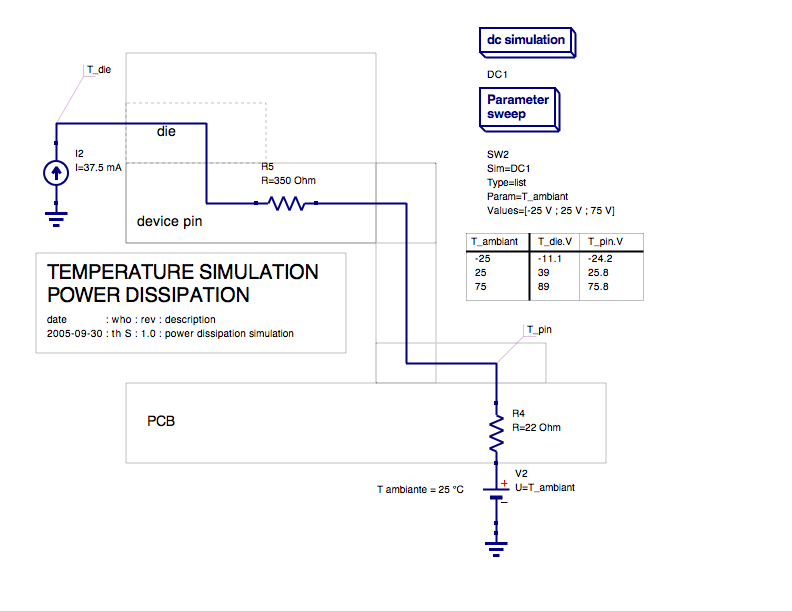 dc simulation
DC1
Parameter
sweep
SW2
Sim=DC1
Type=list
Param=T_ambiant
Values=[-25 V ; 25 V ; 75 V]
T_ambiant T_die.V T_pin.V
-25 -11.1 -24.2
25 39 25.8
75 89 75.8
T_die
I2
I=37.5 mA
die
R5
R=350 Ohm
device pin
TEMPERATURE SIMULATION
POWER DISSIPATION
date : who : rev : description
2005-09-30 : th S : 1.0 : power dissipation simulation
T_pin
PCB
R4
R=22 Ohm
V2
U=T_ambiant
+
–
T ambiante = 25 °C